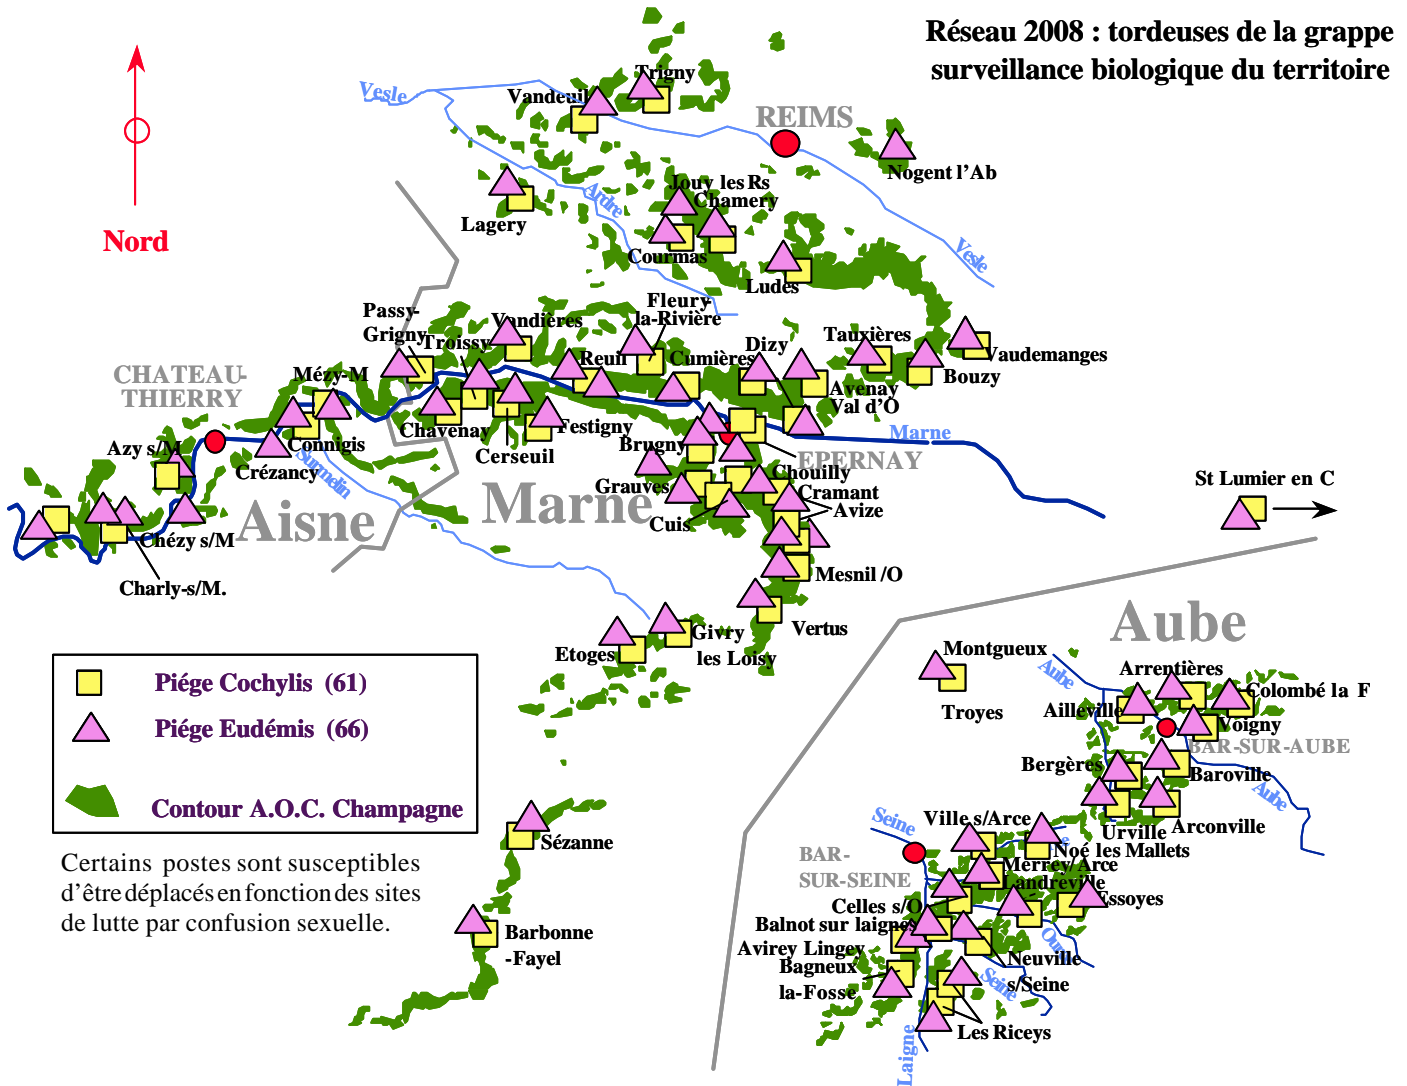 Réseau 2008 : tordeuses de la grappe
surveillance biologique du territoire
Trigny
Vandeuil
Vesle
REIMS
Nogent l'Ab
Jouy les Rs
Chamery
Ardre
Lagery
Nord
Courmas
Vesle
Ludes
Passy-
Grigny
Fleury-
la-Rivière
Vandières
Troissy
Tauxières
Dizy
Reuil
Cumières
Vaudemanges
Bouzy
Mézy-M
CHATEAU-
THIERRY
Avenay
Val d'O
Chavenay
Festigny
Connigis
Marne
Azy s/M
Brugny
Cerseuil
EPERNAY
Crézancy
Surmelin
Chouilly
Grauves
Cramant
Avize
St Lumier en C
Marne
Cuis
Aisne
Chézy s/M
Charly-s/M.
Mesnil /O
Vertus
Aube
Givry
les Loisy
Etoges
Montgueux
Aube
Arrentières
Colombé la F
Troyes
Ailleville
Voigny
BAR-SUR-AUBE
Piége Cochylis (61)
Piége Eudémis (66)
Contour A.O.C. Champagne
Bergères
Baroville
Aube
Seine
Ville s/Arce
Urville
Arconville
Noé les Mallets
Sézanne
BAR-
SUR-SEINE
Merrey/Arce
Landreville
Certains postes sont susceptibles
d'être déplacés en fonction des sites
de lutte par confusion sexuelle.
Essoyes
Celles s/O
Balnot sur laignes
Barbonne
-Fayel
Avirey Lingey
Ource
Neuville
s/Seine
Bagneux
la-Fosse
Seine
Les Riceys
Laigne